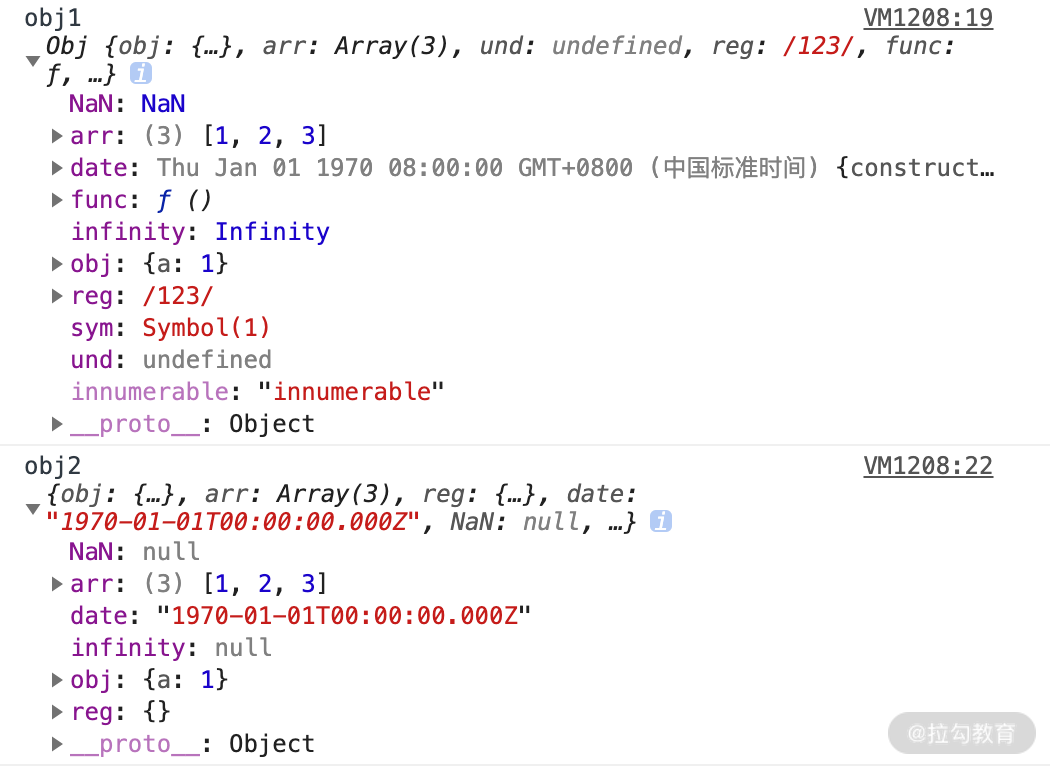 obj1 VM1208:19
Obj {obj: {…}, arr: Array(3), und: undefined, reg: /123/, func:
ƒ, …} i
NaN: NaN
arr: (3) [1, 2, 3]
date: Thu Jan 01 1970 08:00:00 GMT+0800 (中国标准时间) {construct…
func: ƒ ()
infinity: Infinity
obj: {a: 1}
reg: /123/
sym: Symbol(1)
und: undefined
innumerable: "innumerable"
__proto__: Object
obj2 VM1208:22
{obj: {…}, arr: Array(3), reg: {…}, date:
"1970-01-01T00:00:00.000Z", NaN: null, …} i
NaN: null
arr: (3) [1, 2, 3]
date: "1970-01-01T00:00:00.000Z"
infinity: null
obj: {a: 1}
reg: {}
__proto__: Object
@拉勾教育